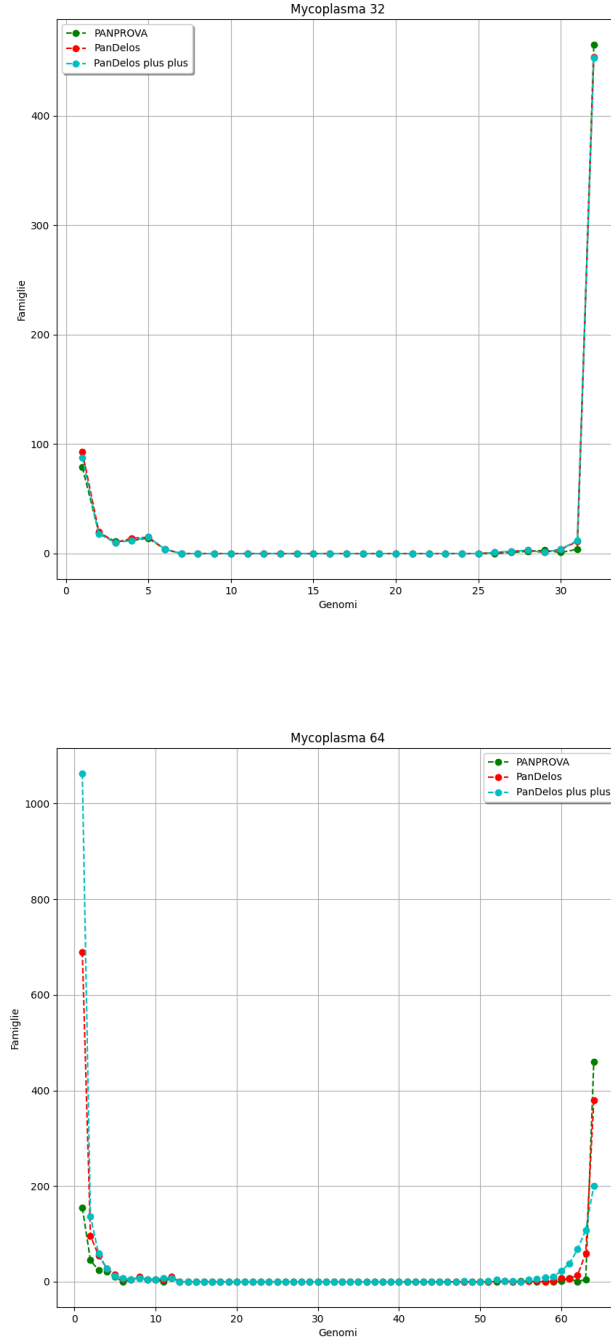 Mycoplasma 32
PANPROVA
PanDelos
PanDelos plus plus
Famiglie
400
300
200
100
0
0 5 10 15 20 25 30
Genomi
Mycoplasma 64
PANPROVA
PanDelos
PanDelos plus plus
Famiglie
1000
800
600
400
200
0
0 10 20 30 40 50 60
Genomi